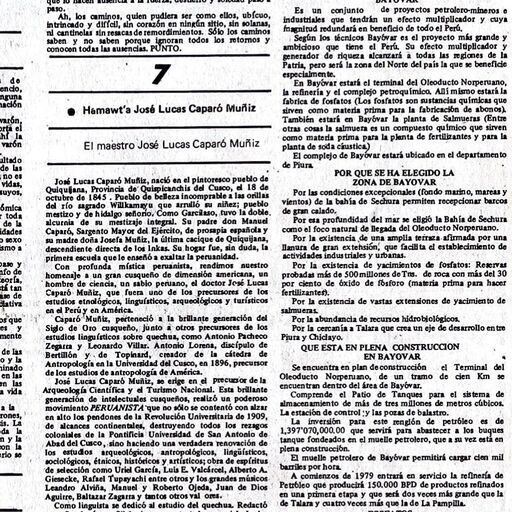 paso.
Ah, los caminos, quien pudiera ser como ellos, ubícuo,
intrincado y difícil, sin corazón en ningún sitio, sin solanas,
ni cantinelas sin resacas de remordimientos. Sólo los caminos
saben y no saben porque ignoran todos los retornos y
conocen todas las ausencias. PUNTO.
7
● Hamawt'a José Lucas Caparó Muñiz
El maestro José Lucas Caparó Muñiz
José Lucas Caparó Muñiz, nació en el pintoresco pueblo de
Quiquijana, Provincia de Quispicanchis del Cusco, el 18 de
octubre de 1845. Pueblo de belleza incomparable a las orillas
del río sagrado Willkamayu que arrulló su niñez; pueblo
mestizo y de hidalgo señorío. Como Garcilaso, tuvo la doble
alcurnia de su mestizaje integral. Su padre don Manuel
Caparó, Sargento Mayor del Ejército, de prosapia española y
su madre doña Josefa Muñiz, la última cacica de Quiquijana,
descendiente directa de los Inkas. Su hogar fue, sin duda, la
primera escuela que le enseñó a exaltar la peruanidad.
Con profunda mística peruanista, rendimos nuestro
homenaje a un gran cusqueño de dimensión americana, un
hombre de ciencia, un sabio peruano, el doctor José Lucas
Caparó Muñiz, que fuera uno de los precursores de los
estudios etnológicos, linguísticos, arqueológicos y turísticos
en el Perú y América.
Caparó Muñiz, perteneció a la brillante generación del
Siglo de Oro cusqueño, junto a otros precursores de los
estudios linguísticos sobre quechua, como Antonio Pacheco
Zegarra y Leonardo Villar. Antonio Lorena, discípulo de
Bertillón y de Topinard, creador de la cátedra de
Antropología en la Universidad del Cusco, en 1896, precursor
de los estudios de antropología de América.
José Lucas Caparó Muñiz, se erige en el precursor de la
Arqueología Científica y el Turismo Nacional. Esta brillante
generación de intelectuales cusqueños, realizó un poderoso
movimiento PERUANISTA que no sólo se contentó con alzar
en alto los pendones de la Revolución Universitaria de 1909,
de alcances continentales, destruyendo todos los rezagos
coloniales de la Pontificia Universidad de San Antonio de
Abad del Cusco, sino haciendo una verdadera renovación de
los estudios arqueológicos, antropológicos, linguísticos,
sociológicos, étnicos, históricos y artísticos; obra de espíritus
de selección como Uriel García, Luis E. Valcárcel, Alberto A.
Giesecke, Rafael Tupayachi entre otros y los grandes músicos
Leandro Alviña, Manuel y Roberto Ojeda, Juan de Dios
Aguirre, Baltazar Zagarra y tantos otros val ores.
Como linguista se dedicó al estudio del quechua. Redactó
BAYOVAR
Es un conjunto de proyectos petrolero-mineros e
industriales que tendrán un efecto multiplicador y cuya
magnitud redundará en beneficio de todo el Perú.
Según los técnicos Bayóvar es el proyecto más grande y
ambicioso que tiene el Perú. Su efecto multiplicador y
generador de riqueza alcanzará a todas las regiones de la
Patria, pero será la zona del Norte del país la que se beneficie
especialmente.
En Bayóvar estará el terminal del Oleoducto Norperuano,
la refinería y el complejo petroquímico. Allí mismo estará la
fabrica de fosfatos (Los fosfatos son sustancias químicas que
sirven como materia prima para la fabricación de abonos).
También estará en Bayóvar la planta de Salmueras (Entre
otras cosas la salmuera es un compuesto químico que sirven
como materia prima para la planta de fertilizantes y para la
planta de soda cáustica)
El complejo de Bayóvar estará ubicado en el departamento
de Piura.
POR QUE SE HA ELEGIDO LA
ZONA DE BAYOVAR
Por las condiciones excepcionales (fondo marino, mareas y
vientos) de la bahía de Sechura permiten recepcionar barcos
de gran calado.
Por esa profundidad del mar se eligió la Bahía de Sechura
como el foco natural de llegada del Oleoducto Norperuano.
Por la existencia, de una amplia terraza afirmada por una
llanura de gran extensión, que facilita el establecimiento de
actividades industriales y urbanas.
Por la existencia de yacimientos de fosfatos: Reservas
probadas más de 500millones de Tns. de roca con más del 30
por ciento de óxido de fósforo (materia prima para hacer
fertilizantes).
Por la existencia de vastas extensiones de yacimiento de
salmueras.
Por la abundancia de recursos hidrobiológicos.
Por la cercanía a Talara que crea un eje de desarrollo entre
Piura y Chiclayo.
QUE ESTA EN PLENA CONSTRUCCION
EN BAYOVAR
Se encuentra en plan de construcción el Terminal del
Oleoducto Norperuano, de un tramo de cien Km se
encuentran dentro del área de Bayóvar.
Comprende el Patio de Tanques para el sistema de
almacenamiento de más de tres millones de metros cúbicos.
La estación de control; y las pozas de balastro.
La inversión para este renglón de petróleo es de
1,397'070,000.00 que servirá para abastecer a los buques
tanque fondeados en el muelle petrolero, que a su vez está en
plena construcción.
El muelle petrolero de Bayóvar permitirá cargar cien mil
barriles por hora.
A comienzos de 1979 entrará en servicio la refinería de
Petróleo que producirá 150,000 BPD de productos refinados
en una primera etapa y que será dos veces más grande que la
de Talara y cuatro veces más que la de La Pampilla.